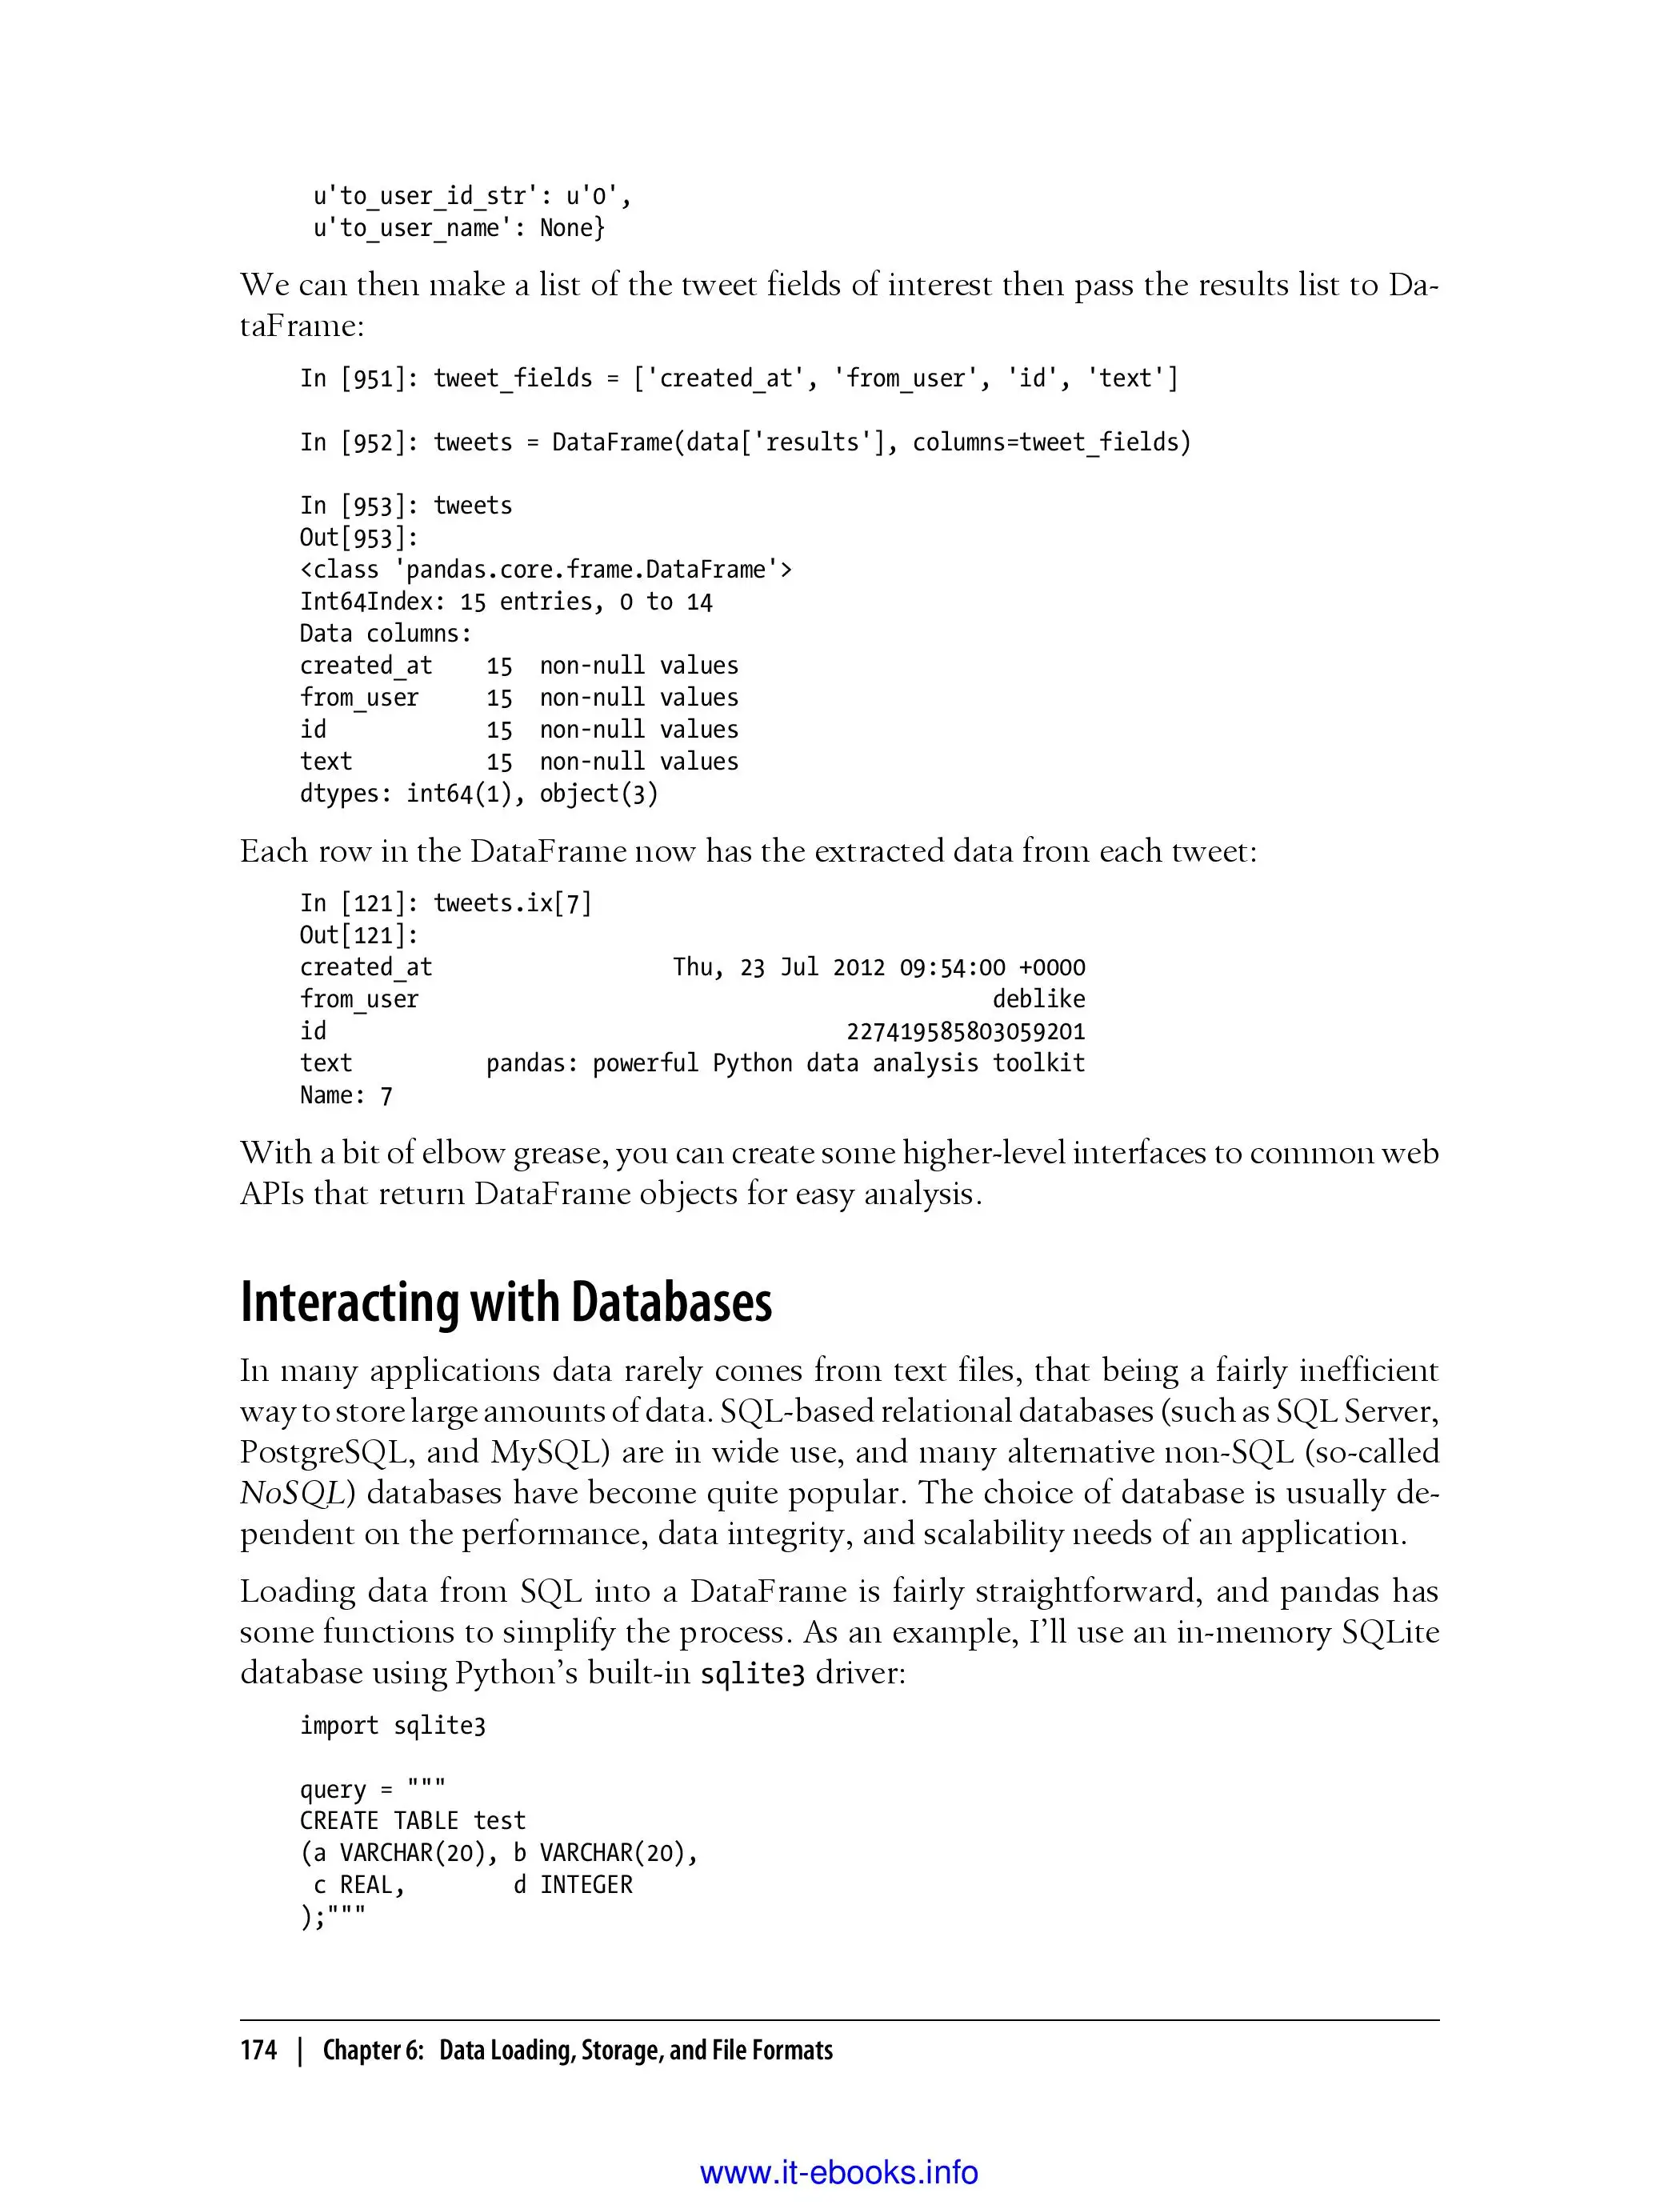 u'to_user_id_str': u'0',
u'to_user_name': None}
We can then make a list of the tweet fields of interest then pass the results list to Da-
taFrame:
In [951]: tweet_fields = ['created_at', 'from_user', 'id', 'text']
In [952]: tweets = DataFrame(data['results'], columns=tweet_fields)
In [953]: tweets
Out[953]:
<class 'pandas.core.frame.DataFrame'>
Int64Index: 15 entries, 0 to 14
Data columns:
created_at    15  non-null values
from_user     15  non-null values
id            15  non-null values
text          15  non-null values
dtypes: int64(1), object(3)
Each row in the DataFrame now has the extracted data from each tweet:
In [121]: tweets.ix[7]
Out[121]:
created_at                  Thu, 23 Jul 2012 09:54:00 +0000
from_user                                           deblike
id                                       227419585803059201
text          pandas: powerful Python data analysis toolkit
Name: 7
With a bit of elbow grease, you can create some higher-level interfaces to common web
APIs that return DataFrame objects for easy analysis.
Interacting with Databases
In many applications data rarely comes from text files, that being a fairly inefficient
way to store large amounts of data. SQL-based relational databases (such as SQL Server,
PostgreSQL, and MySQL) are in wide use, and many alternative non-SQL (so-called
NoSQL) databases have become quite popular. The choice of database is usually de-
pendent on the performance, data integrity, and scalability needs of an application.
Loading data from SQL into a DataFrame is fairly straightforward, and pandas has
some functions to simplify the process. As an example, I’ll use an in-memory SQLite
database using Python’s built-in sqlite3 driver:
import sqlite3
query = """
CREATE TABLE test
(a VARCHAR(20), b VARCHAR(20),
 c REAL,        d INTEGER
);"""
174 | Chapter 6: Data Loading, Storage, and File Formats
www.it-ebooks.info